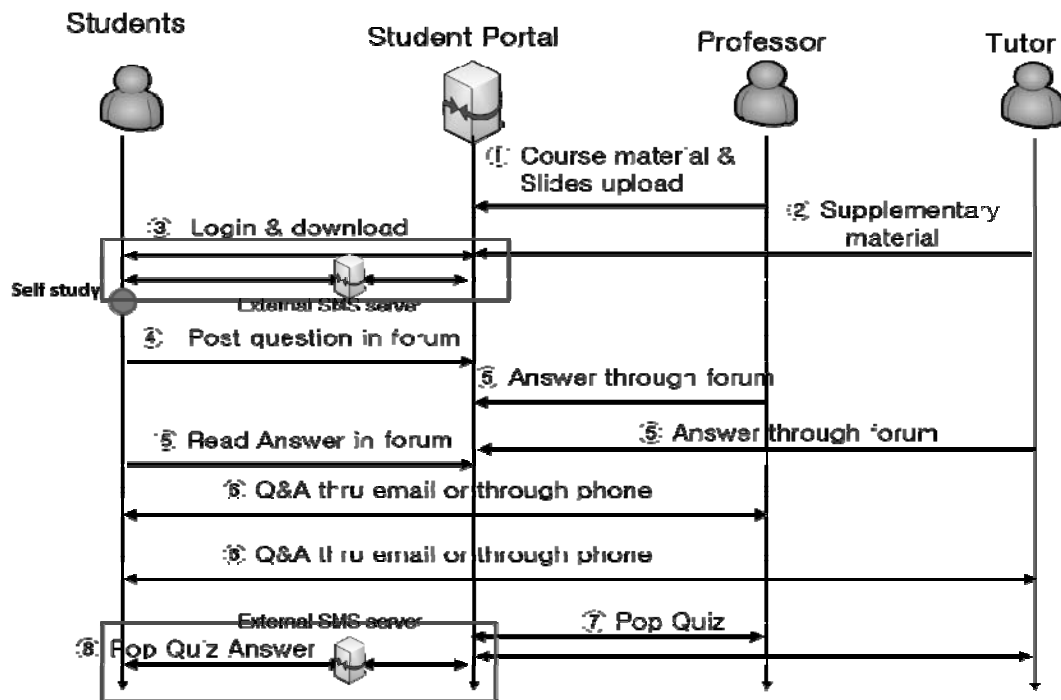 Students
Student Portal
Professor
Tutor
① Course material &
Slides upload
② Supplementary
material
③ Login & download
Self study
External SMS server
④ Post question in forum
⑤ Answer through forum
⑤ Read Answer in forum
⑤ Answer through forum
⑥ Q&A thru email or through phone
⑥ Q&A thru email or through phone
External SMS server
⑦ Pop Quiz
⑧ Pop Quiz Answer